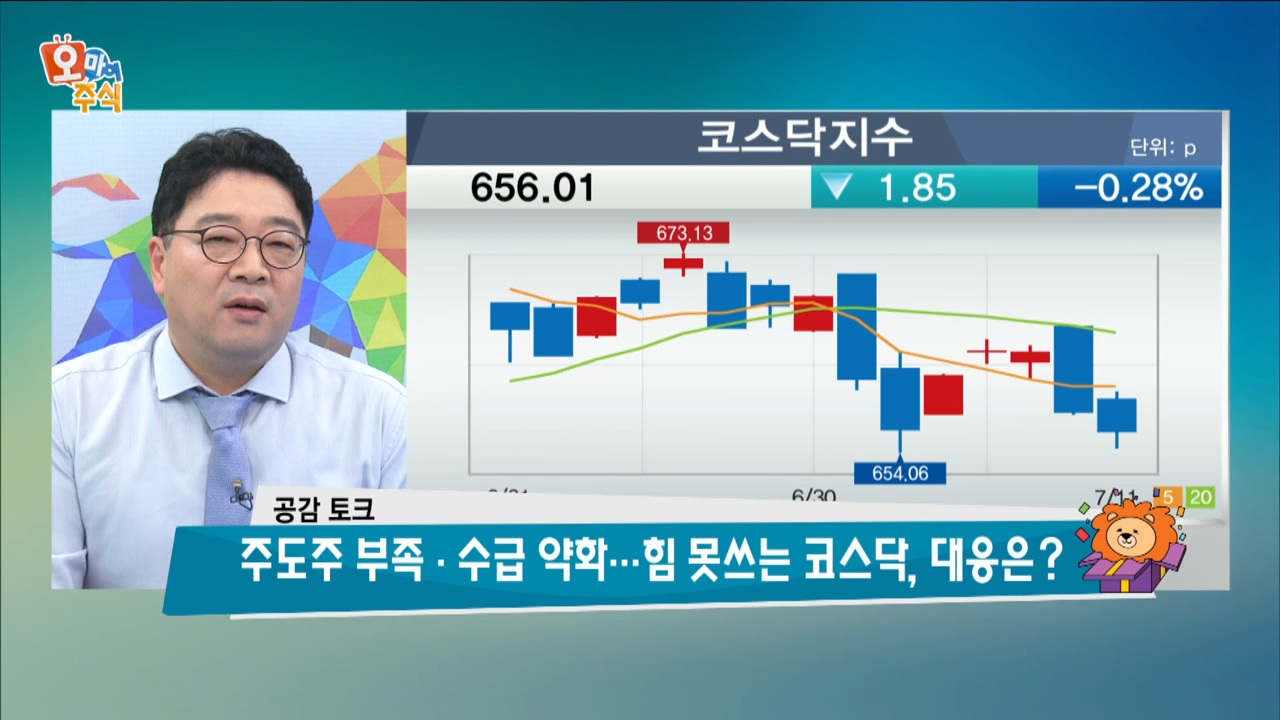 오 마이
주식
코스닥지수
단위: p
656.01 ▼ 1.85 -0.28%
673.13
654.06
6/30 7/11 5 20
공감 토크
주도주 부족·수급 약화…힘 못쓰는 코스닥, 대응은?